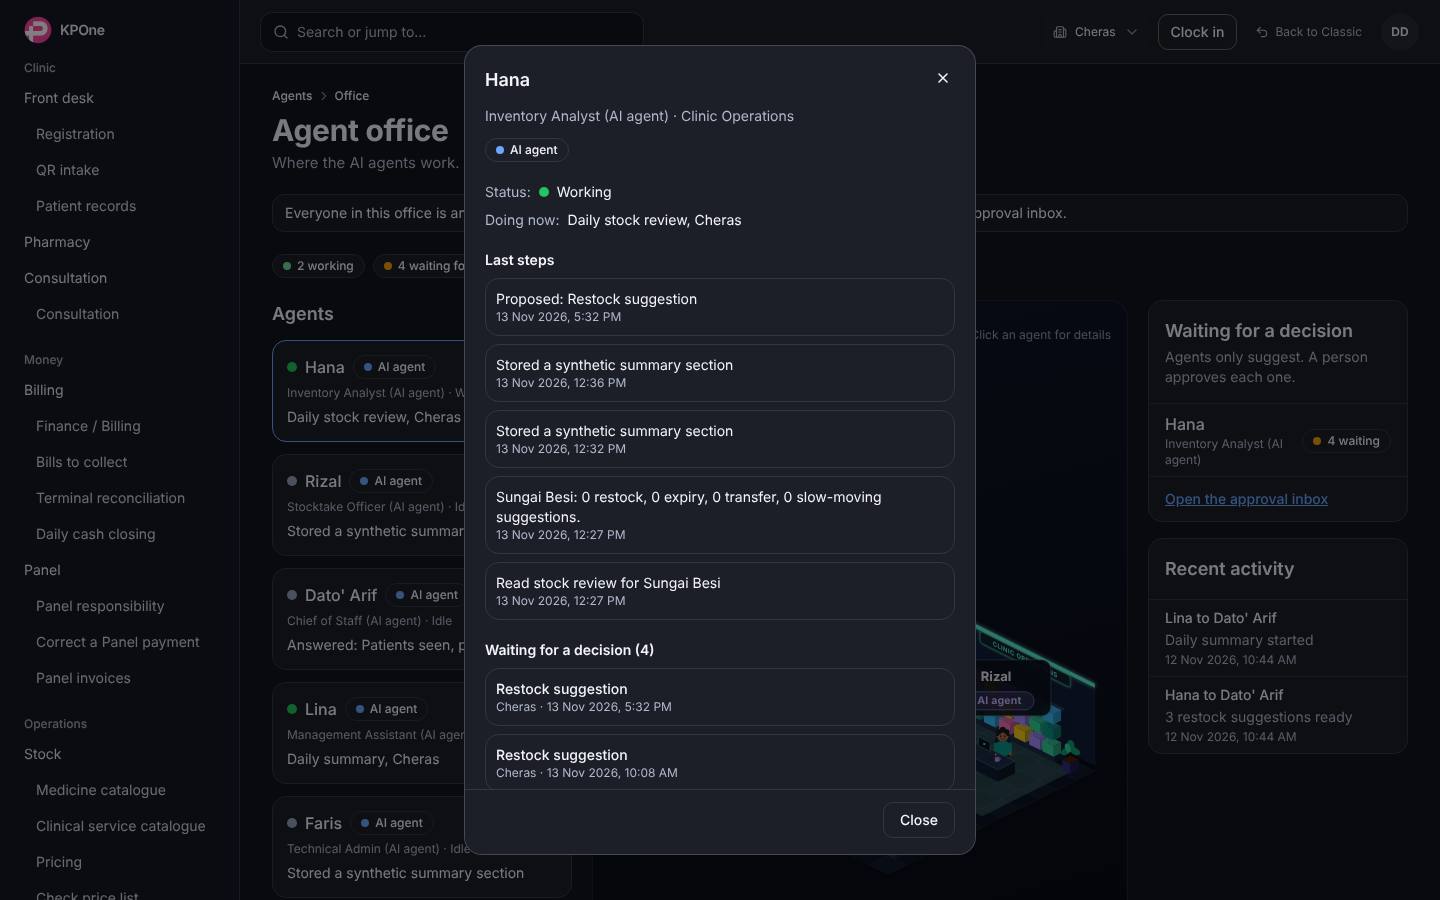 KPOne
Search or jump to...
Cheras
Clock in
Back to Classic
DD
Clinic
Front desk
Registration
QR intake
Patient records
Pharmacy
Consultation
Consultation
Money
Billing
Finance / Billing
Bills to collect
Terminal reconciliation
Daily cash closing
Panel
Panel responsibility
Correct a Panel payment
Panel invoices
Operations
Stock
Medicine catalogue
Clinical service catalogue
Pricing
Check price list
Agents > Office
Agent office
Where the AI agents work.
Everyone in this office is
pproval inbox.
2 working
4 waiting
Agents
Hana
AI agent
Inventory Analyst (AI agent) ·
Daily stock review, Cheras
Rizal
AI agent
Stocktake Officer (AI agent) ·
Stored a synthetic
Dato' Arif
AI agent
Chief of Staff (AI agent) · Idle
Answered: Patients seen,
Lina
AI agent
Management Assistant (AI
Daily summary, Cheras
Faris
AI agent
Technical Admin (AI agent) · Idle
Stored a synthetic summary section
Hana
Inventory Analyst (AI agent) · Clinic Operations
AI agent
Status: Working
Doing now: Daily stock review, Cheras
Last steps
Proposed: Restock suggestion
13 Nov 2026, 5:32 PM
Stored a synthetic summary section
13 Nov 2026, 12:36 PM
Stored a synthetic summary section
13 Nov 2026, 12:32 PM
Sungai Besi: 0 restock, 0 expiry, 0 transfer, 0 slow-moving
suggestions.
13 Nov 2026, 12:27 PM
Read stock review for Sungai Besi
13 Nov 2026, 12:27 PM
Waiting for a decision (4)
Restock suggestion
Cheras · 13 Nov 2026, 5:32 PM
Restock suggestion
Cheras · 13 Nov 2026, 10:08 AM
Close
Click an agent for details
CLINIC
Rizal
AI agent
Waiting for a decision
Agents only suggest. A person
approves each one.
Hana
Inventory Analyst (AI
agent)
4 waiting
Open the approval inbox
Recent activity
Lina to Dato' Arif
Daily summary started
12 Nov 2026, 10:44 AM
Hana to Dato' Arif
3 restock suggestions ready
12 Nov 2026, 10:44 AM